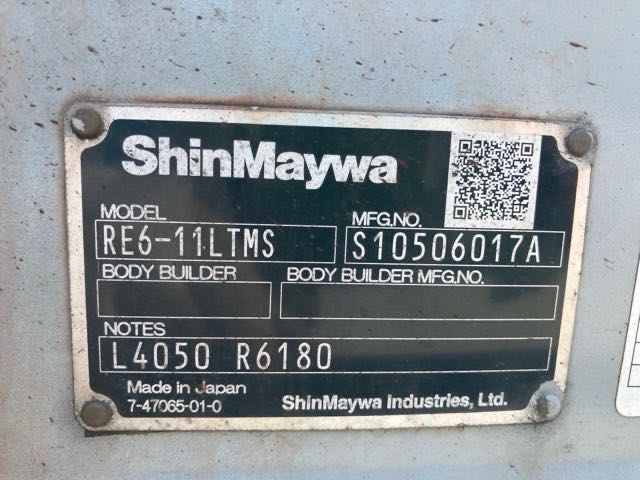 ShinMaywa
MODEL
MFG.NO.
RE6-11LTMS
S10506017A
BODY BUILDER
BODY BUILDER MFG.NO.
NOTES
L4050 R6180
Made in Japan
7-47065-01-0
ShinMaywa Industries, Ltd.